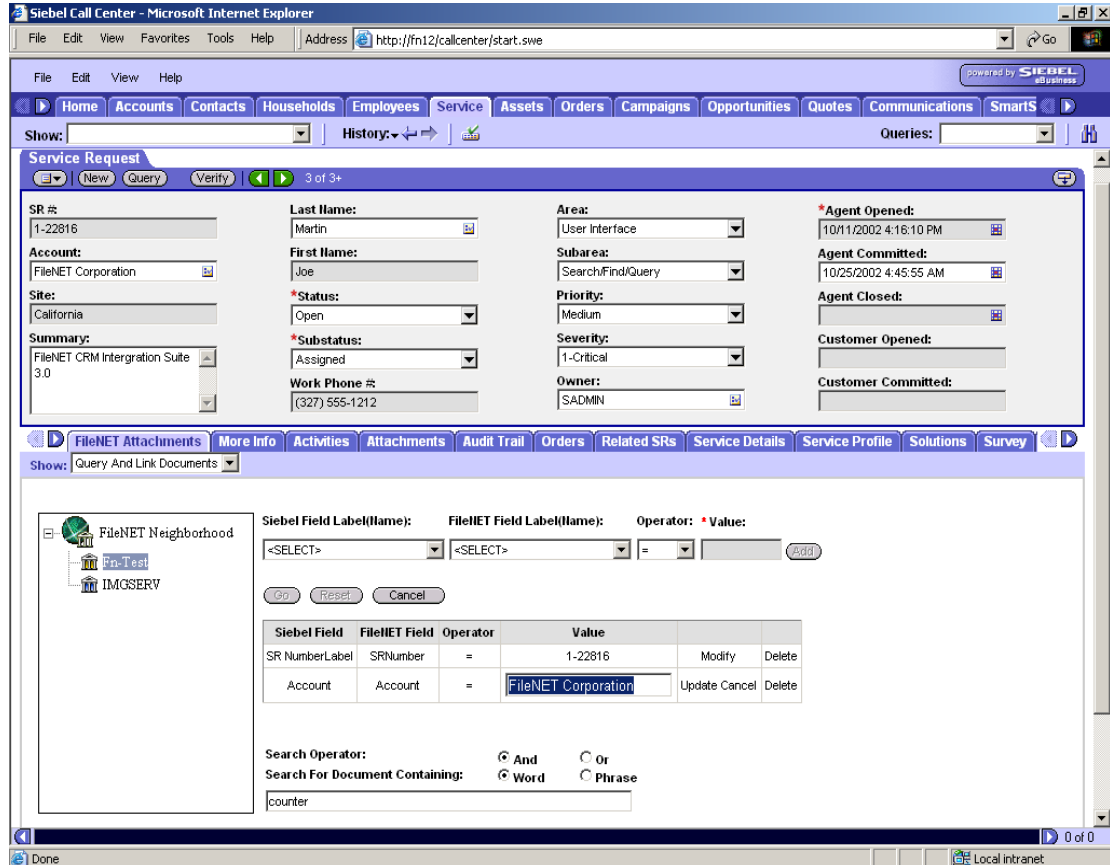 Siebel Call Center - Microsoft Internet Explorer
File Edit View Favorites Tools Help Address http://fn12/callcenter/start.swe Go
File Edit View Help powered by SIEBEL eBusiness
Home Accounts Contacts Households Employees Service Assets Orders Campaigns Opportunities Quotes Communications SmartS
Show: History: Queries:
Service Request
New Query Verify 3 of 3+
SR #: Last Name: Area: *Agent Opened:
1-22816 Martin User Interface 10/11/2002 4:16:10 PM
Account: First Name: Subarea: Agent Committed:
FileNET Corporation Joe Search/Find/Query 10/25/2002 4:45:55 AM
Site: *Status: Priority: Agent Closed:
California Open Medium
Summary: *Substatus: Severity: Customer Opened:
FileNET CRM Intergration Suite Assigned 1-Critical
3.0
Work Phone #: Owner: Customer Committed:
(327) 555-1212 SADMIN
FileNET Attachments More Info Activities Attachments Audit Trail Orders Related SRs Service Details Service Profile Solutions Survey
Show: Query And Link Documents
FileNET Neighborhood
Fn-Test
IMGSERV
Siebel Field Label(Name): FileNET Field Label(Name): Operator: * Value:
<SELECT> <SELECT> = Add
Go Reset Cancel
Siebel Field FileNET Field Operator Value
SR NumberLabel SRNumber = 1-22816 Modify Delete
Account Account = FileNET Corporation Update Cancel Delete
Search Operator: And Or
Search For Document Containing: Word Phrase
counter
0 of 0
Done Local intranet